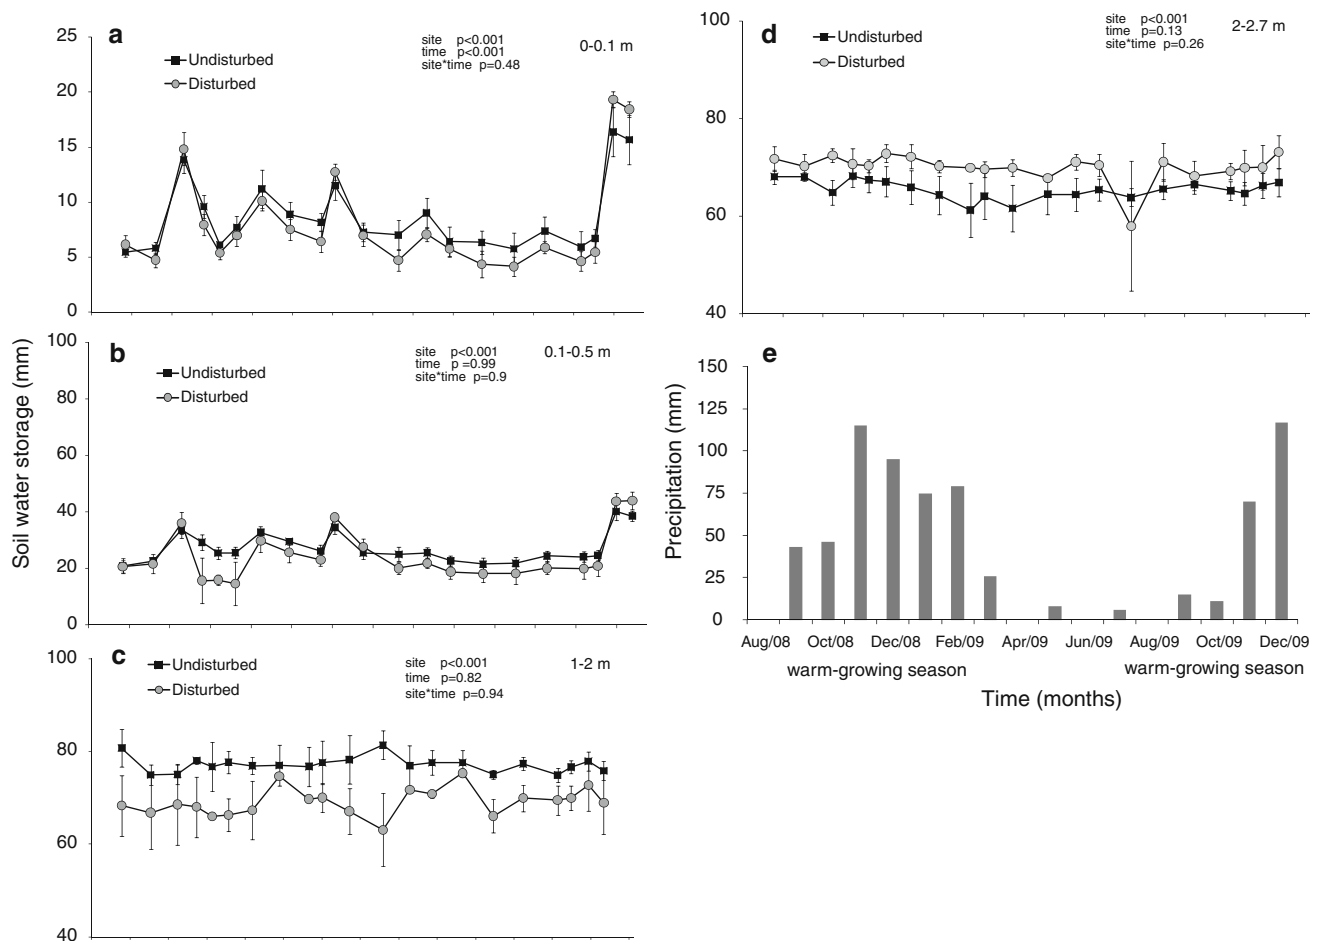 a
Undisturbed
Disturbed
site p<0.001
time p<0.001
site*time p=0.48
0-0.1 m
25
20
15
10
5
0
b
Undisturbed
Disturbed
site p<0.001
time p =0.99
site*time p=0.9
0.1-0.5 m
100
80
60
40
20
0
Soil water storage (mm)
c
Undisturbed
Disturbed
site p<0.001
time p=0.82
site*time p=0.94
1-2 m
100
80
60
40
d
Undisturbed
Disturbed
site p<0.001
time p=0.13
site*time p=0.26
2-2.7 m
100
80
60
40
e
150
125
100
75
50
25
0
Precipitation (mm)
Aug/08 Oct/08 Dec/08 Feb/09 Apr/09 Jun/09 Aug/09 Oct/09 Dec/09
warm-growing season warm-growing season
Time (months)